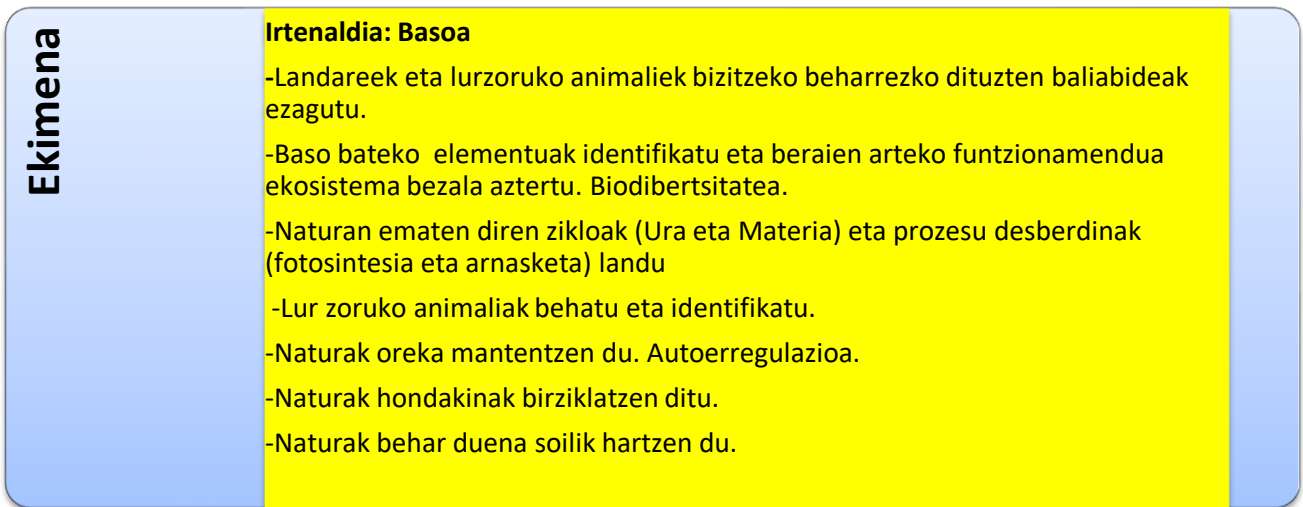 Ekimena
Irtenaldia: Basoa
-Landareek eta lurzoruko animaliek bizitzeko beharrezko dituzten baliabideak
ezagutu.
-Baso bateko  elementuak identifikatu eta beraien arteko funtzionamendua
ekosistema bezala aztertu. Biodibertsitatea.
-Naturan ematen diren zikloak (Ura eta Materia) eta prozesu desberdinak
(fotosintesia eta arnasketa) landu
-Lur zoruko animaliak behatu eta identifikatu.
-Naturak oreka mantentzen du. Autoerregulazioa.
-Naturak hondakinak birziklatzen ditu.
-Naturak behar duena soilik hartzen du.